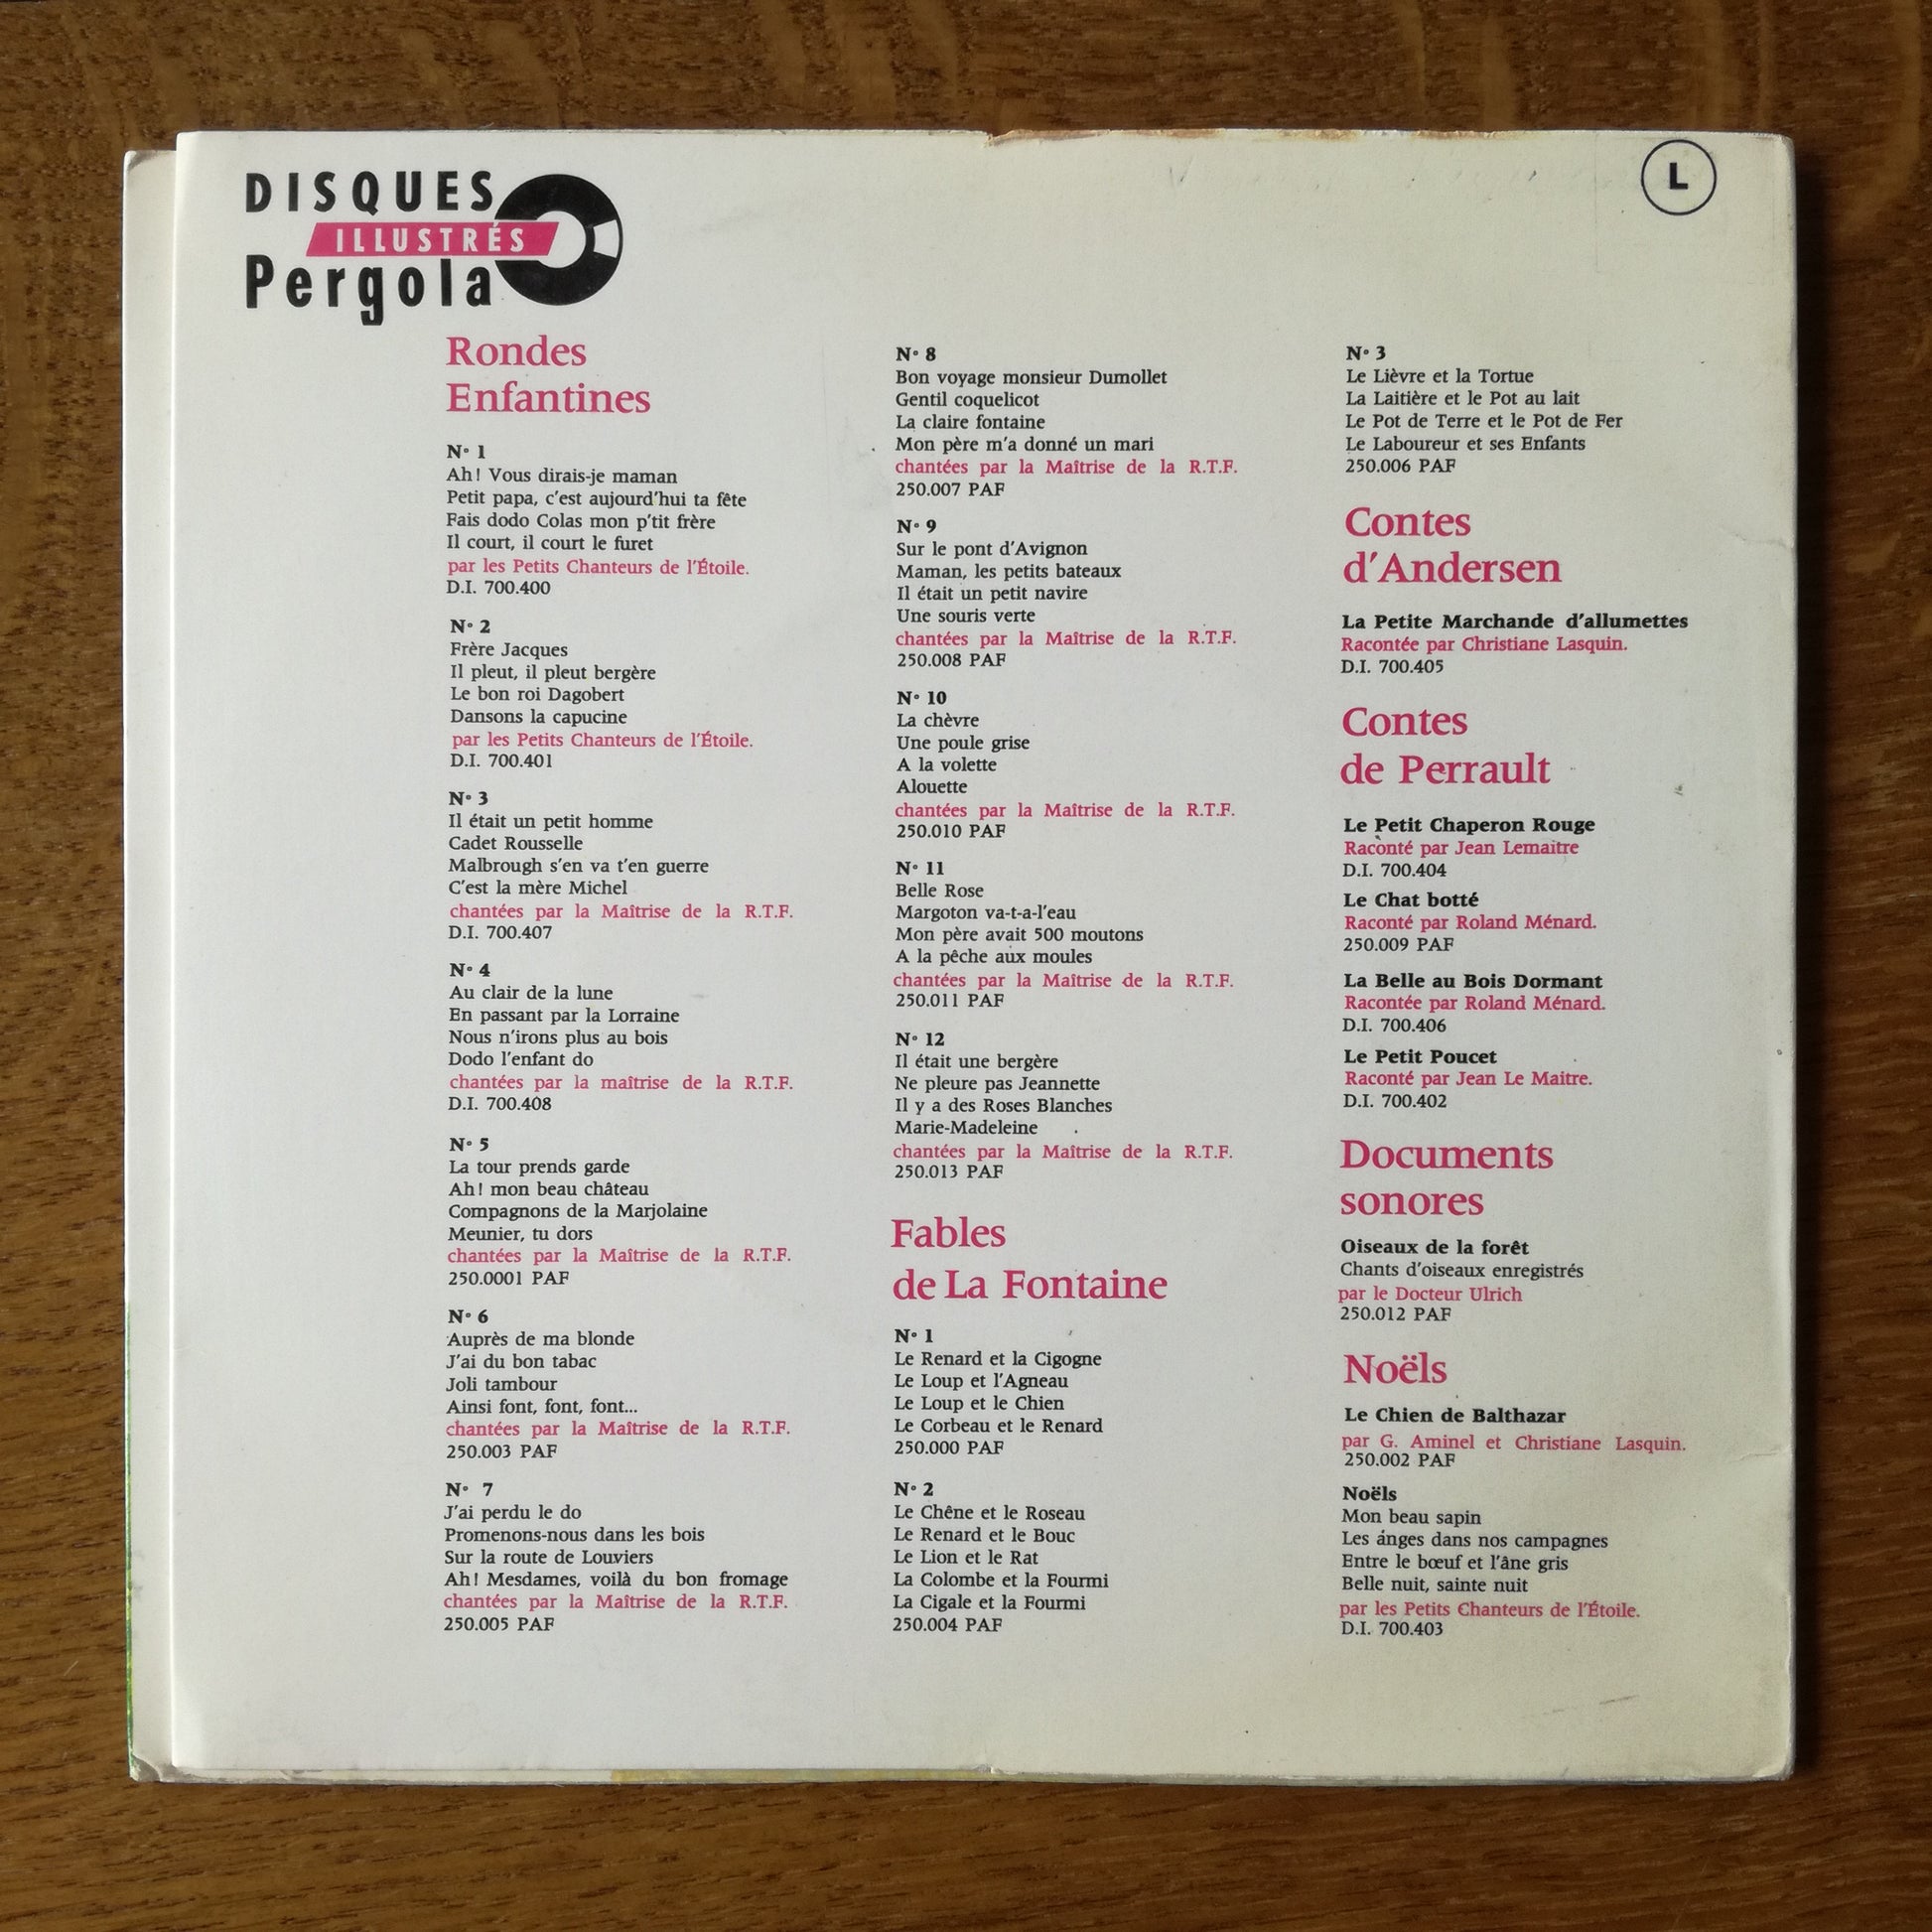 DISQUES
ILLUSTRÉS
Pergola
L
Rondes
Enfantines
N° 1
Ah! Vous dirais-je maman
Petit papa, c'est aujourd'hui ta fête
Fais dodo Colas mon p'tit frère
Il court, il court le furet
par les Petits Chanteurs de l'Étoile.
D.I. 700.400
N° 2
Frère Jacques
Il pleut, il pleut bergère
Le bon roi Dagobert
Dansons la capucine
par les Petits Chanteurs de l'Étoile.
D.I. 700.401
N° 3
Il était un petit homme
Cadet Rousselle
Malbrough s'en va t'en guerre
C'est la mère Michel
chantées par la Maîtrise de la R.T.F.
D.I. 700.407
N° 4
Au clair de la lune
En passant par la Lorraine
Nous n'irons plus au bois
Dodo l'enfant do
chantées par la maîtrise de la R.T.F.
D.I. 700.408
N° 5
La tour prends garde
Ah! mon beau château
Compagnons de la Marjolaine
Meunier, tu dors
chantées par la Maîtrise de la R.T.F.
250.0001 PAF
N° 6
Auprès de ma blonde
J'ai du bon tabac
Joli tambour
Ainsi font, font, font...
chantées par la Maîtrise de la R.T.F.
250.003 PAF
N° 7
J'ai perdu le do
Promenons-nous dans les bois
Sur la route de Louviers
Ah! Mesdames, voilà du bon fromage
chantées par la Maîtrise de la R.T.F.
250.005 PAF
N° 8
Bon voyage monsieur Dumollet
Gentil coquelicot
La claire fontaine
Mon père m'a donné un mari
chantées par la Maîtrise de la R.T.F.
250.007 PAF
N° 9
Sur le pont d'Avignon
Maman, les petits bateaux
Il était un petit navire
Une souris verte
chantées par la Maîtrise de la R.T.F.
250.008 PAF
N° 10
La chèvre
Une poule grise
A la volette
Alouette
chantées par la Maîtrise de la R.T.F.
250.010 PAF
N° 11
Belle Rose
Margoton va-t-a-l'eau
Mon père avait 500 moutons
A la pêche aux moules
chantées par la Maîtrise de la R.T.F.
250.011 PAF
N° 12
Il était une bergère
Ne pleure pas Jeannette
Il y a des Roses Blanches
Marie-Madeleine
chantées par la Maîtrise de la R.T.F.
250.013 PAF
Fables
de La Fontaine
N° 1
Le Renard et la Cigogne
Le Loup et l'Agneau
Le Loup et le Chien
Le Corbeau et le Renard
250.000 PAF
N° 2
Le Chêne et le Roseau
Le Renard et le Bouc
Le Lion et le Rat
La Colombe et la Fourmi
La Cigale et la Fourmi
250.004 PAF
N° 3
Le Lièvre et la Tortue
La Laitière et le Pot au lait
Le Pot de Terre et le Pot de Fer
Le Laboureur et ses Enfants
250.006 PAF
Contes
d'Andersen
La Petite Marchande d'allumettes
Racontée par Christiane Lasquin.
D.I. 700.405
Contes
de Perrault
Le Petit Chaperon Rouge
Raconté par Jean Lemaitre
D.I. 700.404
Le Chat botté
Raconté par Roland Ménard.
250.009 PAF
La Belle au Bois Dormant
Racontée par Roland Ménard.
D.I. 700.406
Le Petit Poucet
Raconté par Jean Le Maitre.
D.I. 700.402
Documents
sonores
Oiseaux de la forêt
Chants d'oiseaux enregistrés
par le Docteur Ulrich
250.012 PAF
Noëls
Le Chien de Balthazar
par G. Aminel et Christiane Lasquin.
250.002 PAF
Noëls
Mon beau sapin
Les anges dans nos campagnes
Entre le bœuf et l'âne gris
Belle nuit, sainte nuit
par les Petits Chanteurs de l'Étoile.
D.I. 700.403